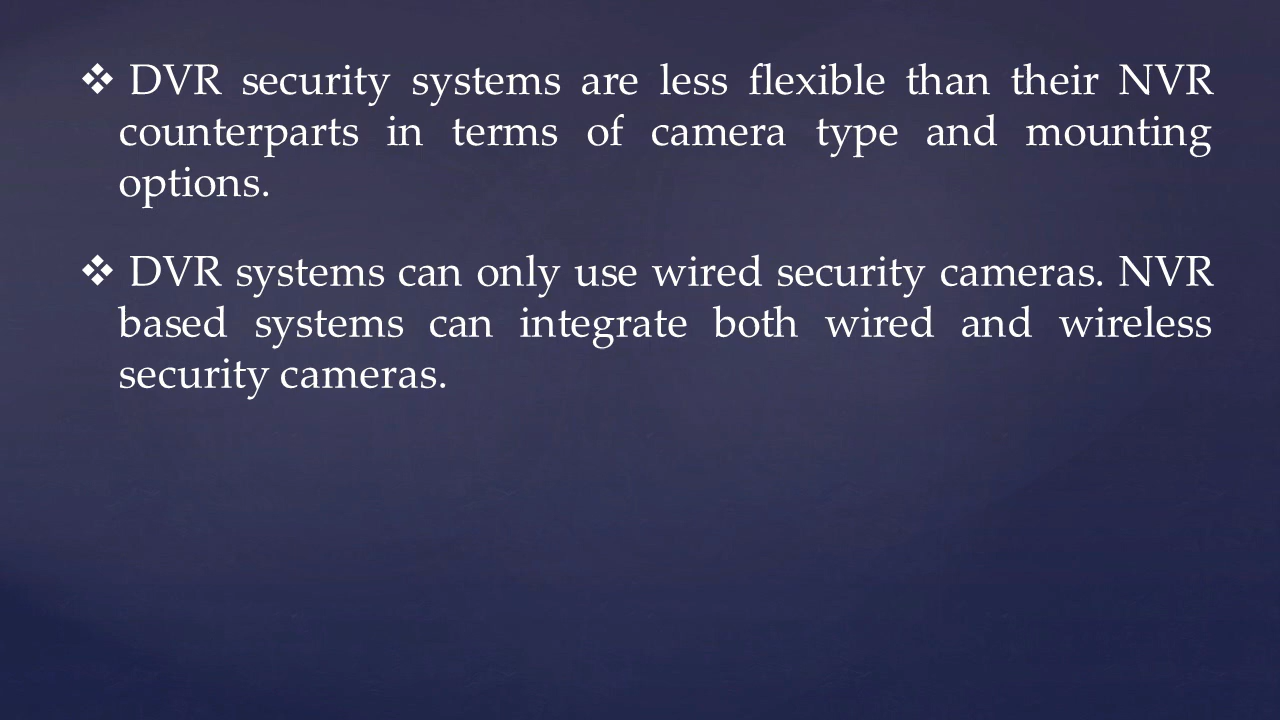 ❖ DVR security systems are less flexible than their NVR
counterparts in terms of camera type and mounting
options.
❖ DVR systems can only use wired security cameras. NVR
based systems can integrate both wired and wireless
security cameras.